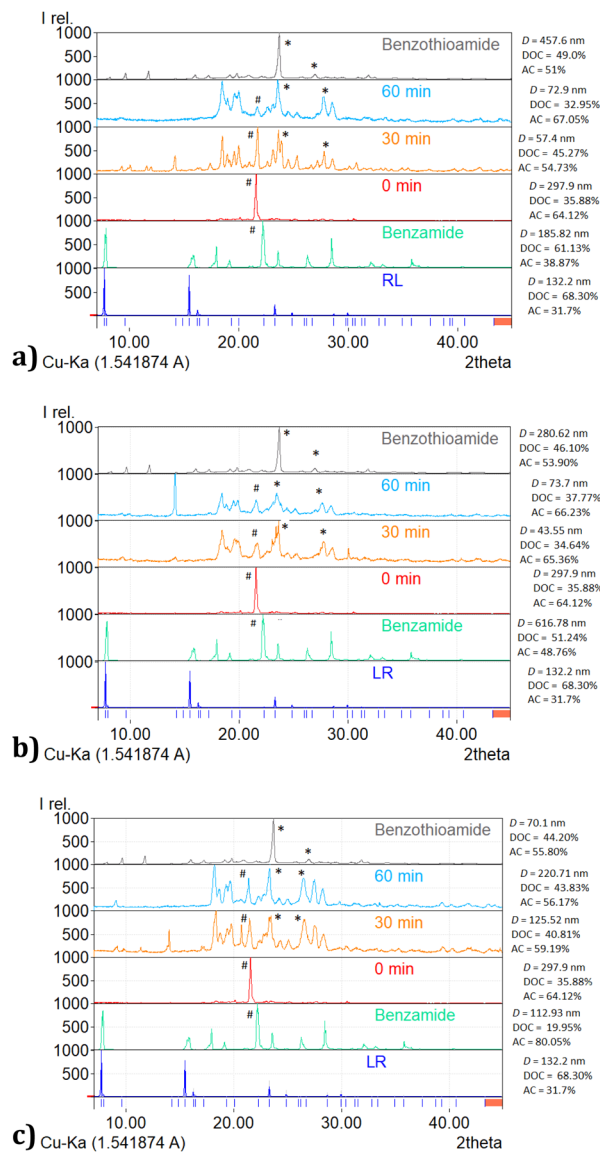 I rel.
1000
Benzothioamide
*
*
500
D = 457.6 nm
DOC = 49.0%
AC = 51%
1000
60 min
#
*
*
500
D = 72.9 nm
DOC = 32.95%
AC = 67.05%
1000
30 min
#
*
*
500
D = 57.4 nm
DOC = 45.27%
AC = 54.73%
1000
0 min
#
500
D = 297.9 nm
DOC = 35.88%
AC = 64.12%
1000
Benzamide
#
500
D = 185.82 nm
DOC = 61.13%
AC = 38.87%
1000
RL
500
D = 132.2 nm
DOC = 68.30%
AC = 31.7%
10.00 20.00 30.00 40.00
a) Cu-Ka (1.541874 A) 2theta
I rel.
1000
Benzothioamide
*
*
500
D = 280.62 nm
DOC = 46.10%
AC = 53.90%
1000
60 min
#
*
*
500
D = 73.7 nm
DOC = 37.77%
AC = 66.23%
1000
30 min
#
*
*
500
D = 43.55 nm
DOC = 34.64%
AC = 65.36%
1000
0 min
#
500
D = 297.9 nm
DOC = 35.88%
AC = 64.12%
1000
Benzamide
#
500
D = 616.78 nm
DOC = 51.24%
AC = 48.76%
1000
LR
500
D = 132.2 nm
DOC = 68.30%
AC = 31.7%
10.00 20.00 30.00 40.00
b) Cu-Ka (1.541874 A) 2theta
I rel.
1000
Benzothioamide
*
*
500
D = 70.1 nm
DOC = 44.20%
AC = 55.80%
1000
60 min
#
*
*
500
D = 220.71 nm
DOC = 43.83%
AC = 56.17%
1000
30 min
#
*
*
500
D = 125.52 nm
DOC = 40.81%
AC = 59.19%
1000
0 min
#
500
D = 297.9 nm
DOC = 35.88%
AC = 64.12%
1000
Benzamide
#
500
D = 112.93 nm
DOC = 19.95%
AC = 80.05%
1000
LR
500
D = 132.2 nm
DOC = 68.30%
AC = 31.7%
10.00 20.00 30.00 40.00
c) Cu-Ka (1.541874 A) 2theta